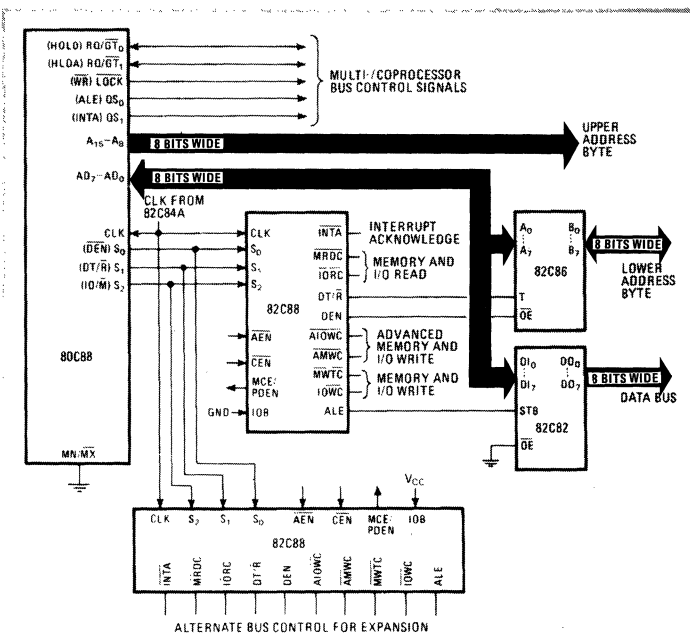 (HOLD) RQ/GT0
(HLDA) RQ/GT1
(WR) LOCK
(ALE) QS0
(INTA) QS1
MULTI-/COPROCESSOR
BUS CONTROL SIGNALS
A15-A8
8 BITS WIDE
UPPER
ADDRESS
BYTE
AD7-AD0
8 BITS WIDE
CLK FROM
82C84A
CLK
(DEN) S0
(DT/R) S1
(IO/M) S2
80C88
MN/MX
CLK
S0
S1
S2
82C88
AEN
CEN
MCE/
PDEN
GND
IOB
INTA
INTERRUPT
ACKNOWLEDGE
MRDC
IORC
MEMORY AND
I/O READ
DT/R
DEN
AIOWC
AMWC
ADVANCED
MEMORY AND
I/O WRITE
MWTC
IOWC
MEMORY AND
I/O WRITE
ALE
A0
A7
B0
B7
82C86
T
OE
8 BITS WIDE
LOWER
ADDRESS
BYTE
DI0
DI7
DO0
DO7
STB
82C82
OE
8 BITS WIDE
DATA BUS
VCC
CLK S2 S1 S0 AEN CEN MCE/ PDEN IOB
82C88
INTA MRDC IORC DT/R DEN AIOWC AMWC MWTC IOWC ALE
ALTERNATE BUS CONTROL FOR EXPANSION